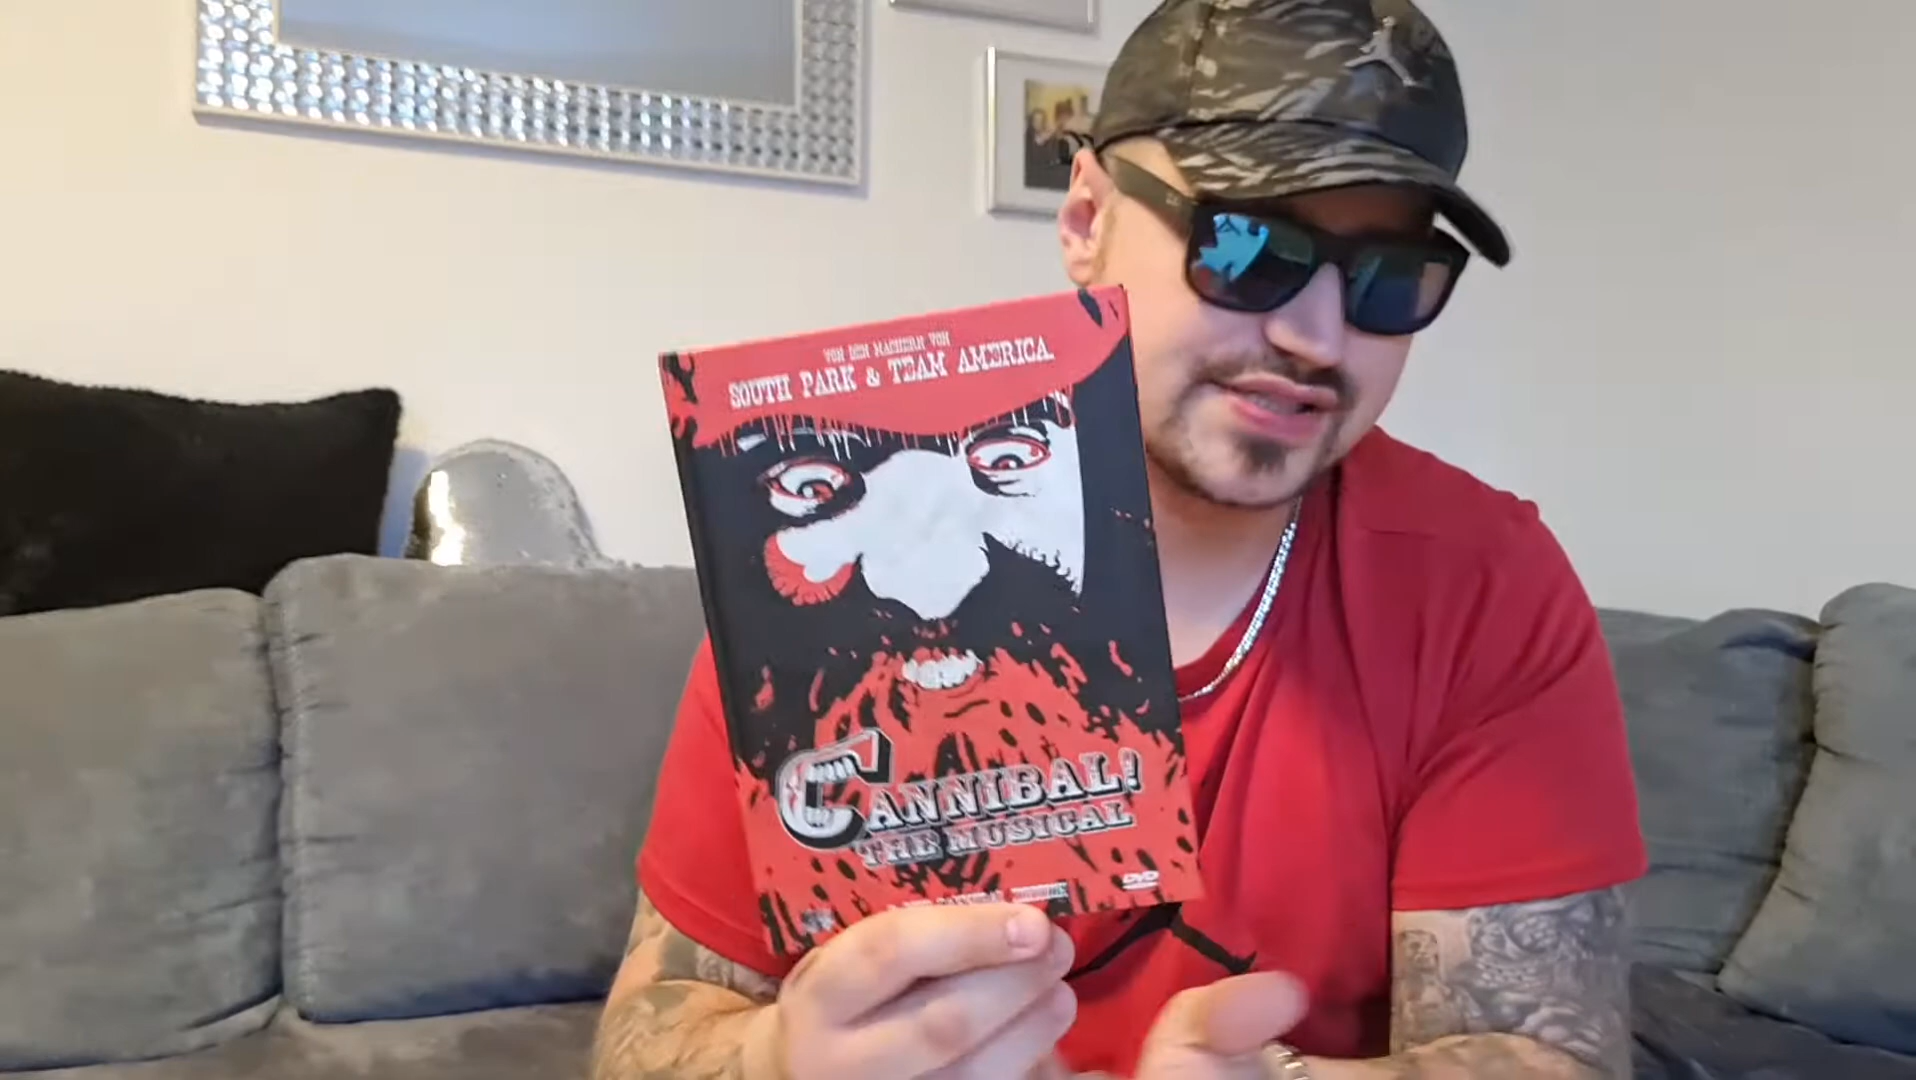 VON DEN MACHERN VON
SOUTH PARK & TEAM AMERICA
CANNIBAL!
THE MUSICAL
DVD